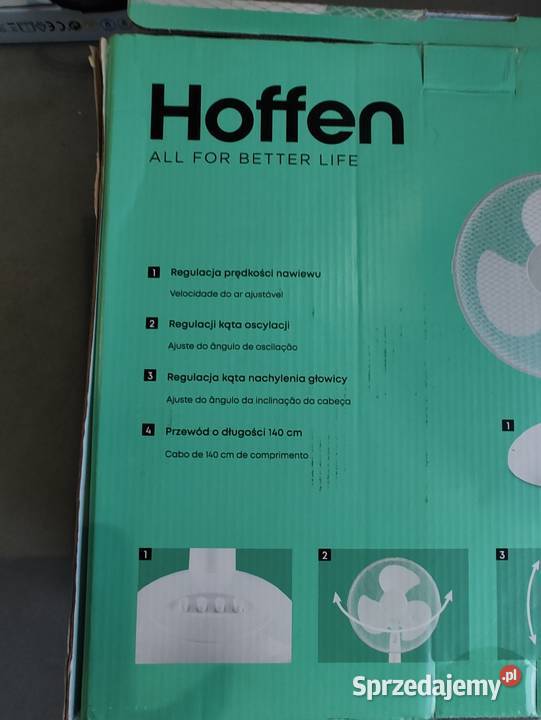 Hoffen
ALL FOR BETTER LIFE
1 Regulacja prędkości nawiewu
Velocidade do ar ajustável
2 Regulacji kąta oscylacji
Ajuste do ângulo de oscilação
3 Regulacja kąta nachylenia głowicy
Ajuste do ângulo da inclinação da cabeça
4 Przewód o długości 140 cm
Cabo de 140 cm de comprimento
1
1
2
3
Sprzedajemy.pl